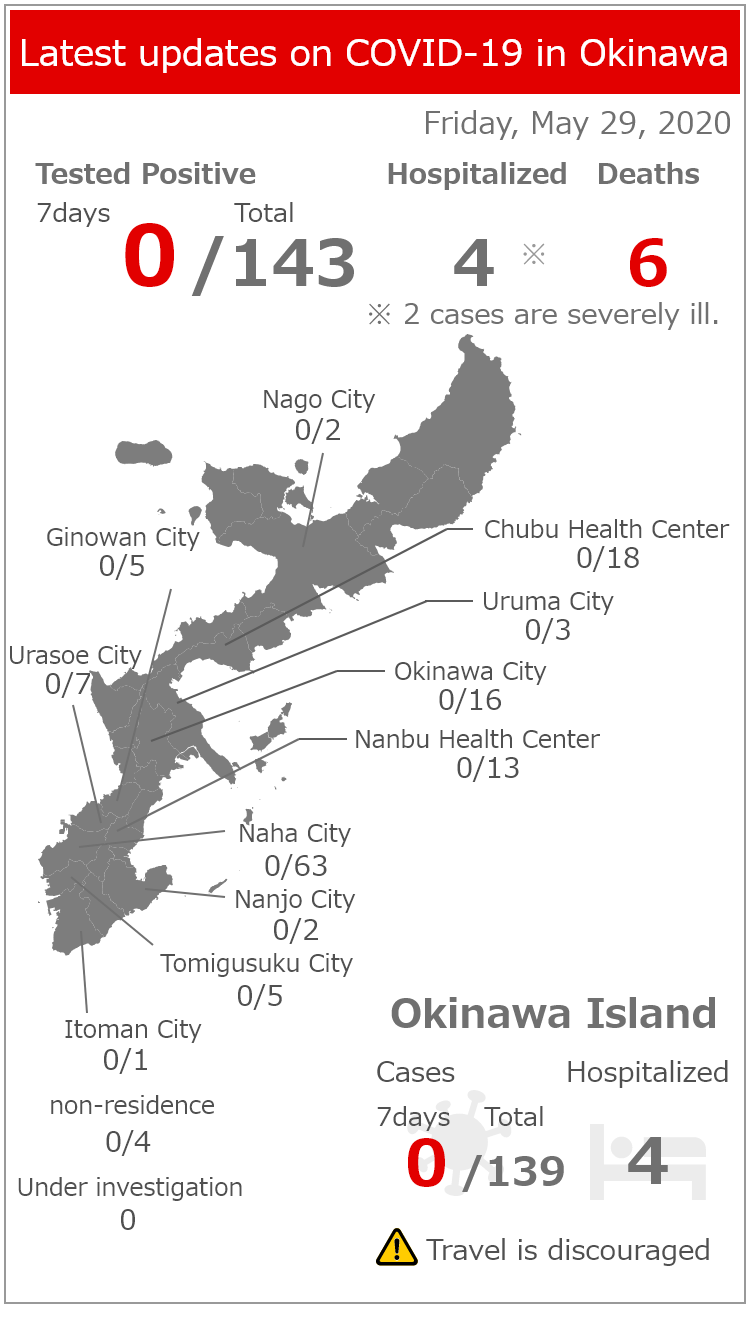 Latest updates on COVID-19 in Okinawa
Friday, May 29, 2020
Tested Positive Hospitalized Deaths
7days Total
0 /143 4 ※ 6
※ 2 cases are severely ill.
Nago City
0/2
Ginowan City
0/5
Chubu Health Center
0/18
Uruma City
0/3
Urasoe City
0/7
Okinawa City
0/16
Nanbu Health Center
0/13
Naha City
0/63
Nanjo City
0/2
Tomigusuku City
0/5
Itoman City
0/1
non-residence
0/4
Under investigation
0
Okinawa Island
Cases Hospitalized
7days Total
0 /139 4
! Travel is discouraged